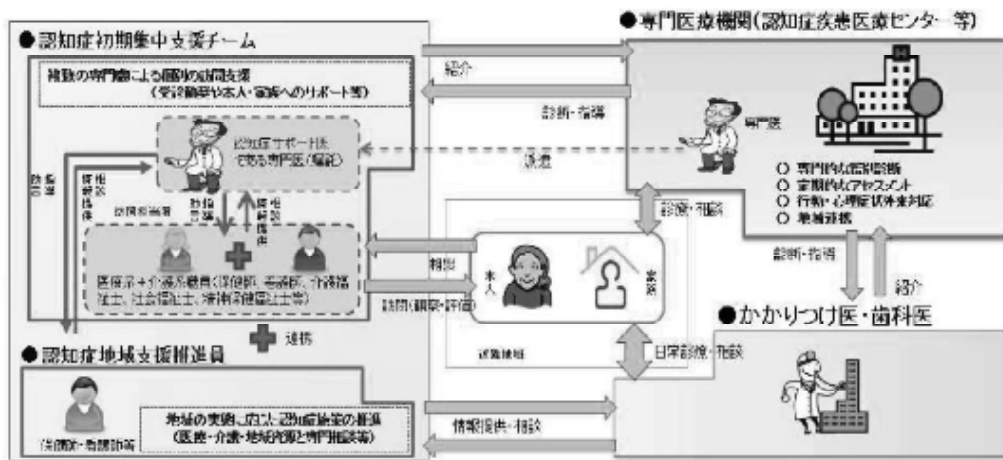 ●認知症初期集中支援チーム
複数の専門職による個別の訪問支援
(受診勧奨や本人・家族へのサポート等)
認知症サポート医
である専門医(嘱託)
医療系+介護系職員(保健師、看護師、介護福
祉士、社会福祉士、精神保健福祉士等)
連携
●認知症地域支援推進員
保健師・看護師等
地域の実態に応じた認知症施策の推進
(医療・介護・地域資源と専門相談等)
紹介
診断・指導
派遣
診療・相談
相談
訪問(観察・評価)
本人
家族
近隣地域
日常診療・相談
情報提供・相談
●専門医療機関(認知症疾患医療センター等)
専門医
○ 専門的な鑑別診断
○ 定期的なアセスメント
○ 行動・心理症状外来対応
○ 地域連携
診断・指導
紹介
●かかりつけ医・歯科医